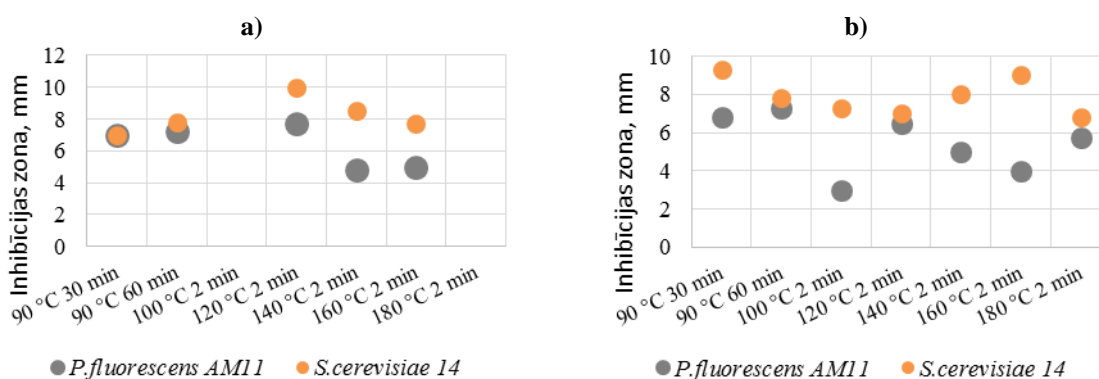 a)
Inhibīcijas zona, mm
12
10
8
6
4
2
0
90 °C 30 min
90 °C 60 min
100 °C 2 min
120 °C 2 min
140 °C 2 min
160 °C 2 min
180 °C 2 min
P.fluorescens AM11
S.cerevisiae 14
b)
Inhibīcijas zona, mm
10
8
6
4
2
0
90 °C 30 min
90 °C 60 min
100 °C 2 min
120 °C 2 min
140 °C 2 min
160 °C 2 min
180 °C 2 min
P.fluorescens AM11
S.cerevisiae 14